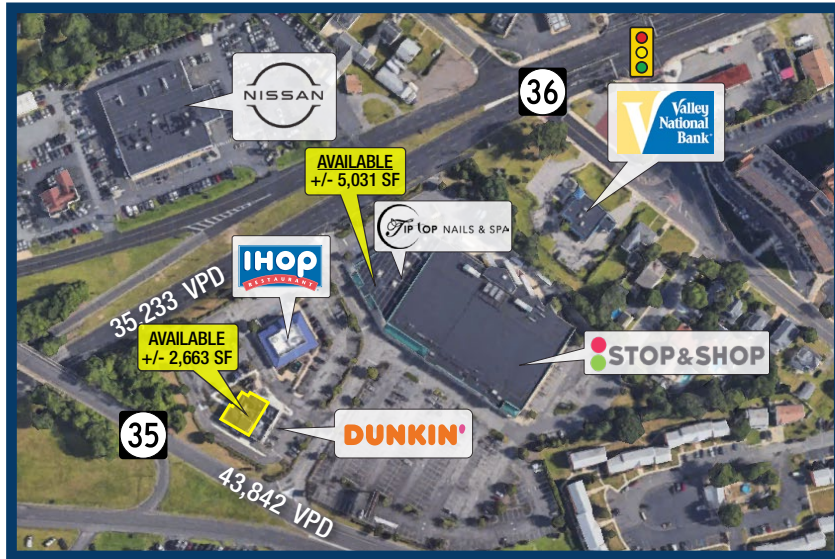 NISSAN
36
Valley
National
Bank
AVAILABLE
+/- 5,031 SF
TIP TOP NAILS & SPA
IHOP
RESTAURANT
35,233 VPD
AVAILABLE
+/- 2,663 SF
STOP&SHOP
35
DUNKIN'
43,842 VPD